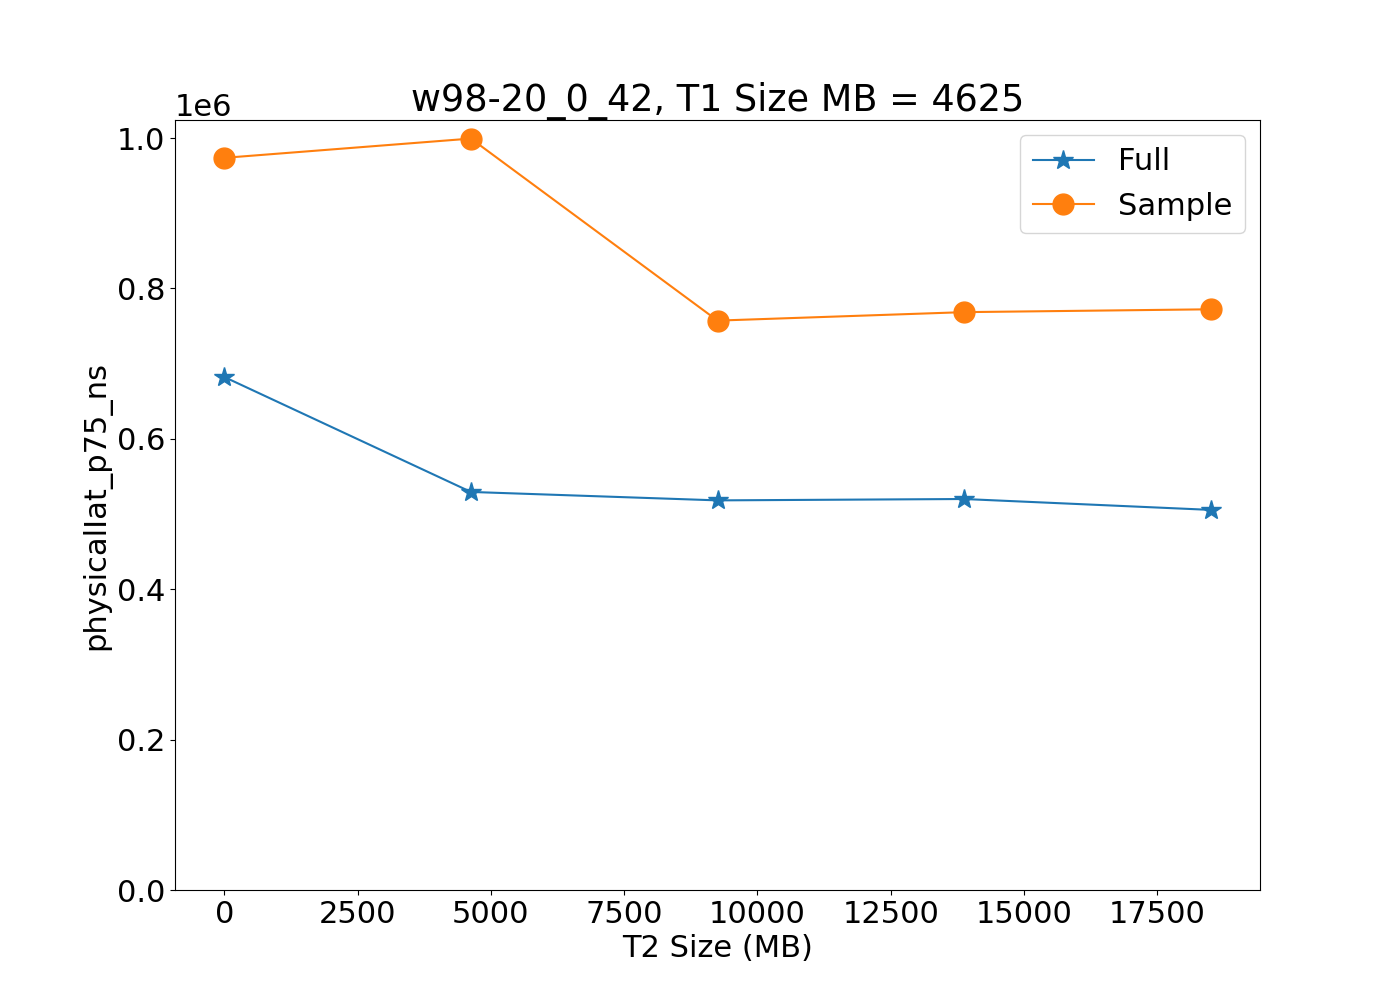 w98-20_0_42, T1 Size MB = 4625
1e6
1.0
0.8
0.6
0.4
0.2
0.0
physicallat_p75_ns
Full
Sample
0 2500 5000 7500 10000 12500 15000 17500
T2 Size (MB)